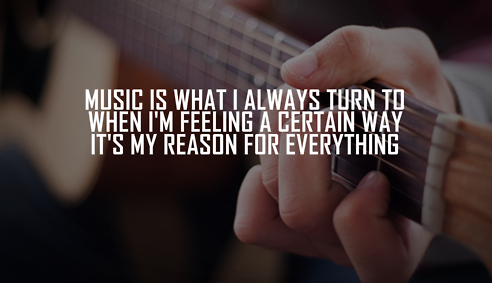 MUSIC IS WHAT I ALWAYS TURN TO
WHEN I'M FEELING A CERTAIN WAY
IT'S MY REASON FOR EVERYTHING